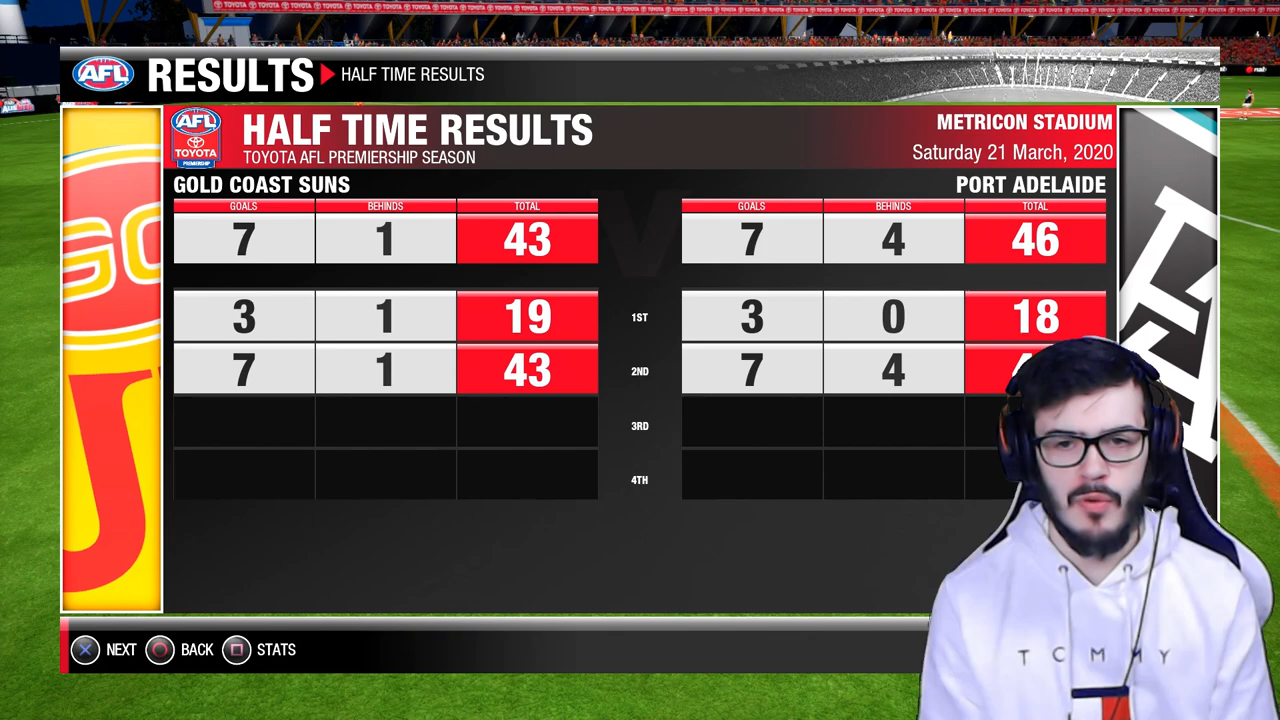 AFL RESULTS HALF TIME RESULTS
AFL TOYOTA PREMIERSHIP
HALF TIME RESULTS
TOYOTA AFL PREMIERSHIP SEASON
METRICON STADIUM
Saturday 21 March, 2020
GOLD COAST SUNS PORT ADELAIDE
GOALS BEHINDS TOTAL GOALS BEHINDS TOTAL
7 1 43 V 7 4 46
3 1 19 1ST 3 0 18
7 1 43 2ND 7 4
3RD
4TH
NEXT BACK STATS
TOMMY